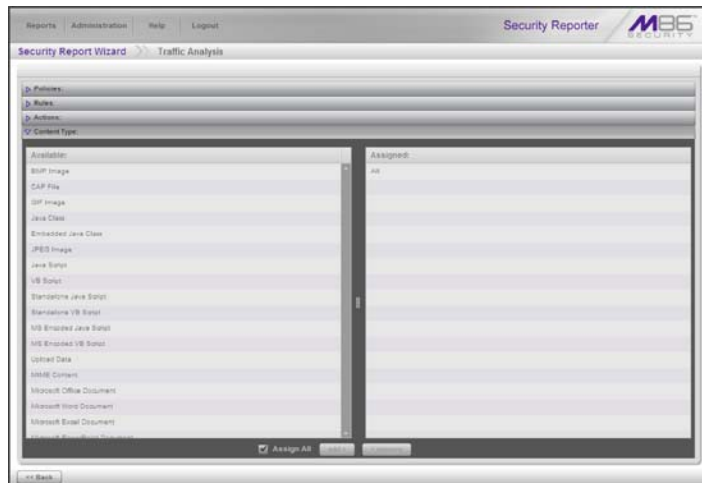 Reports Administration Help Logout
Security Reporter
M86
SECURITY
Security Report Wizard Traffic Analysis
Policies:
Rules:
Actions:
Content Type:
Available:
BMP Image
CAP File
GIF Image
Java Class
Embedded Java Class
JPEG Image
Java Script
VB Script
Standalone Java Script
Standalone VB Script
MS Encoded Java Script
MS Encoded VB Script
Upload Data
MIME Content
Microsoft Office Document
Microsoft Word Document
Microsoft Excel Document
Microsoft PowerPoint Document
Assigned:
All
Assign All
<< Back